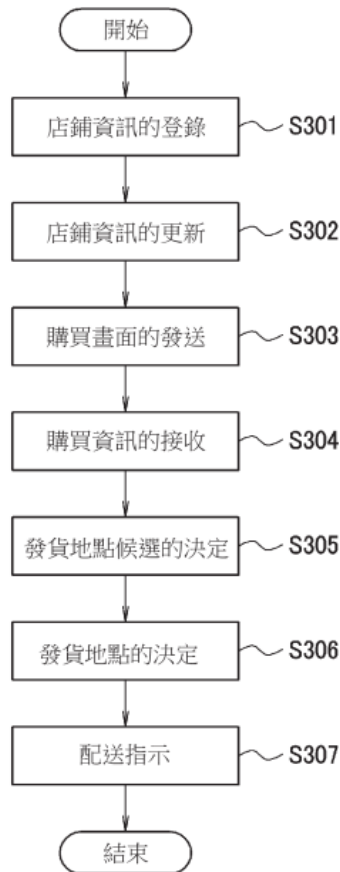 開始
店鋪資訊的登錄 S301
店鋪資訊的更新 S302
購買畫面的發送 S303
購買資訊的接收 S304
發貨地點候選的決定 S305
發貨地點的決定 S306
配送指示 S307
結束